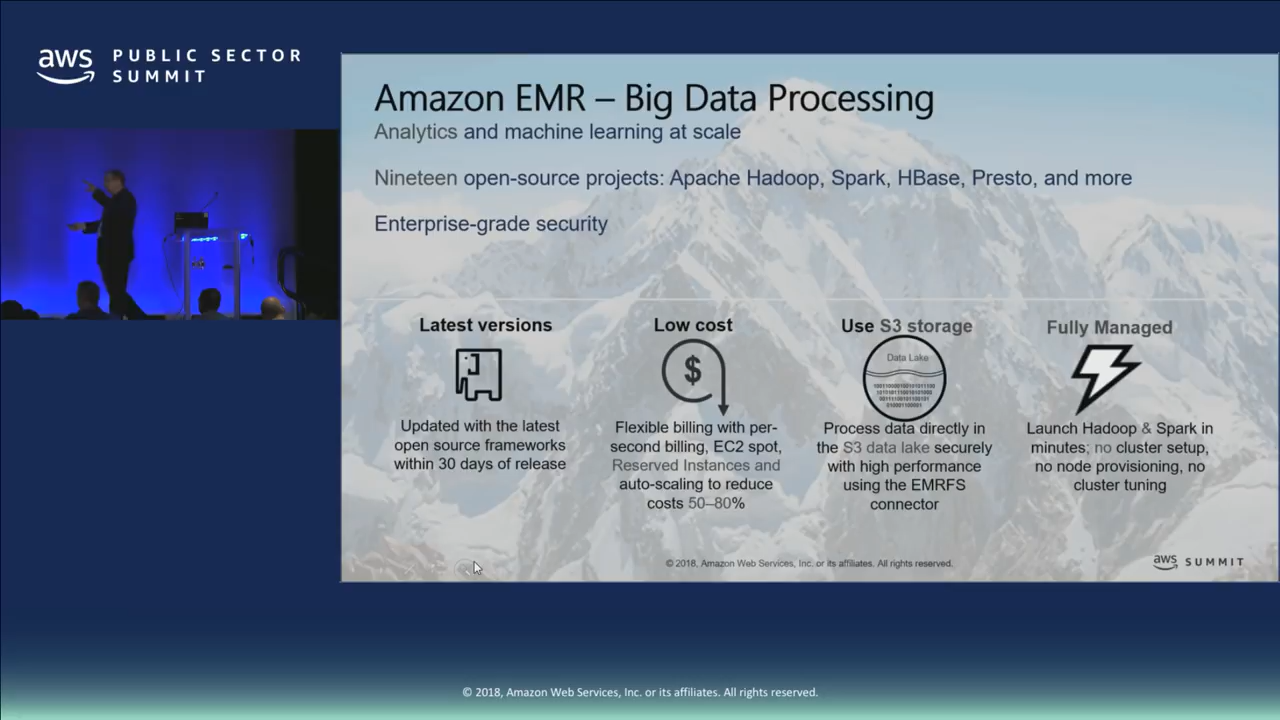 aws PUBLIC SECTOR
SUMMIT
Amazon EMR – Big Data Processing
Analytics and machine learning at scale
Nineteen open-source projects: Apache Hadoop, Spark, HBase, Presto, and more
Enterprise-grade security
Latest versions
Updated with the latest
open source frameworks
within 30 days of release
Low cost
$
Flexible billing with per-
second billing, EC2 spot,
Reserved Instances and
auto-scaling to reduce
costs 50–80%
Use S3 storage
Data Lake
Process data directly in
the S3 data lake securely
with high performance
using the EMRFS
connector
Fully Managed
Launch Hadoop & Spark in
minutes; no cluster setup,
no node provisioning, no
cluster tuning
© 2018, Amazon Web Services, Inc. or its affiliates. All rights reserved.
aws SUMMIT
© 2018, Amazon Web Services, Inc. or its affiliates. All rights reserved.